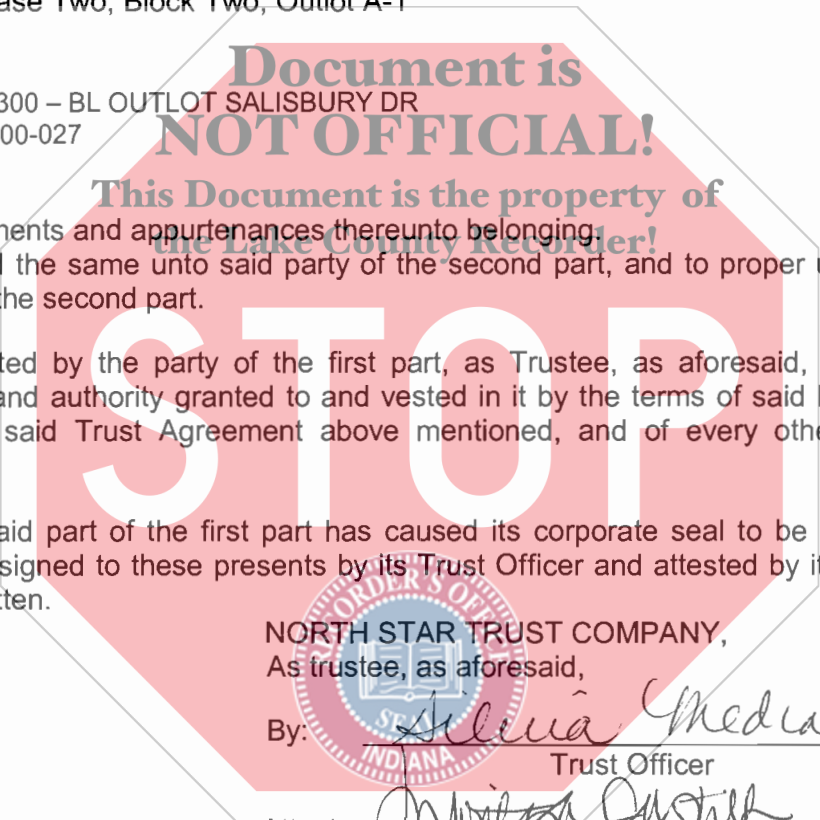 ase Two, Block Two, Outlot A-1
Document is
300 – BL OUTLOT SALISBURY DR
NOT OFFICIAL!
00-027
This Document is the property of
ments and appurtenances thereunto belonging.
the Lake County Recorder!
the same unto said party of the second part, and to proper
the second part.
STOP
ted by the party of the first part, as Trustee, as aforesaid,
and authority granted to and vested in it by the terms of said
said Trust Agreement above mentioned, and of every othe
aid part of the first part has caused its corporate seal to be
signed to these presents by its Trust Officer and attested by it
ten.
RECORDER'S OFFICE
NORTH STAR TRUST COMPANY,
As trustee, as aforesaid,
SEAL
By: Silvia Medina
INDIANA
Trust Officer